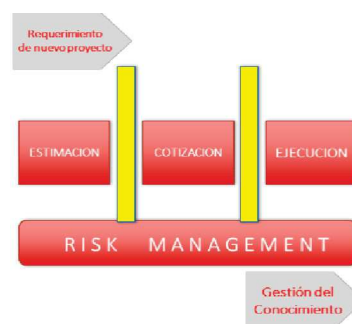 Requerimiento
de nuevo proyecto
ESTIMACION
COTIZACION
EJECUCION
RISK MANAGEMENT
Gestión del
Conocimiento